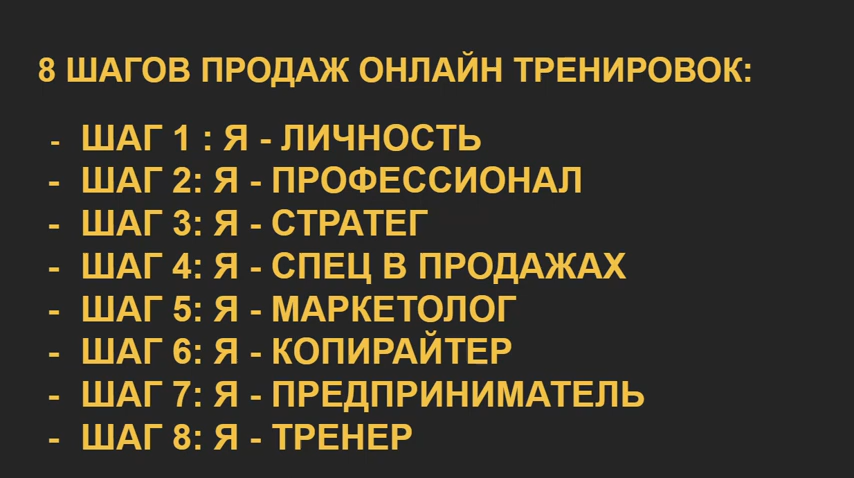 8 ШАГОВ ПРОДАЖ ОНЛАЙН ТРЕНИРОВОК:
- ШАГ 1 : Я - ЛИЧНОСТЬ
- ШАГ 2: Я - ПРОФЕССИОНАЛ
- ШАГ 3: Я - СТРАТЕГ
- ШАГ 4: Я - СПЕЦ В ПРОДАЖАХ
- ШАГ 5: Я - МАРКЕТОЛОГ
- ШАГ 6: Я - КОПИРАЙТЕР
- ШАГ 7: Я - ПРЕДПРИНИМАТЕЛЬ
- ШАГ 8: Я - ТРЕНЕР